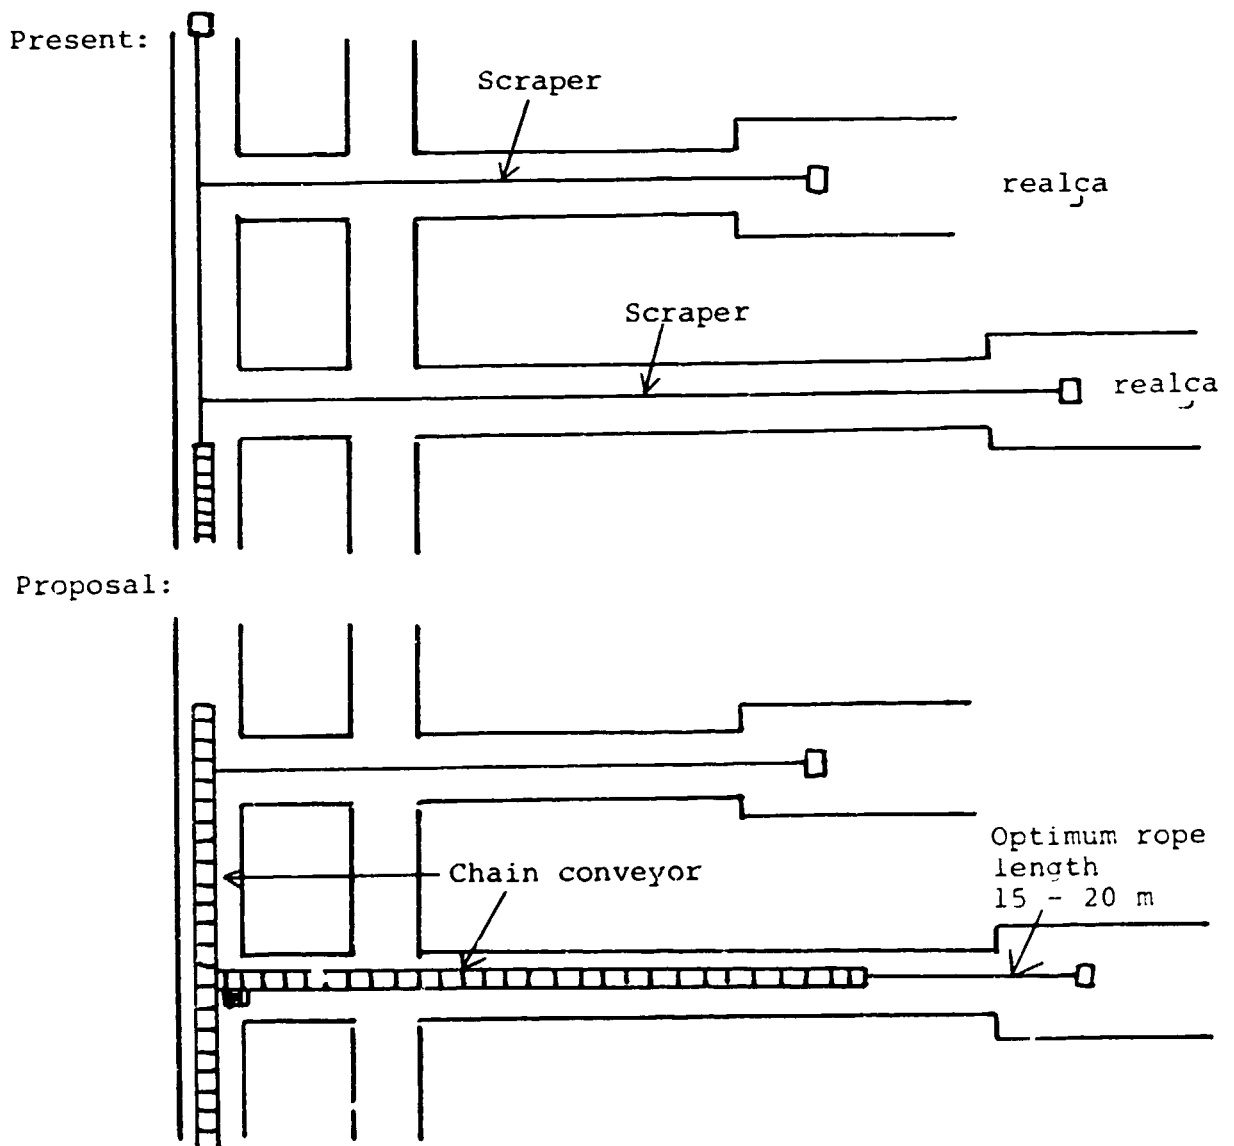 Present:
Scraper
realça
Scraper
realça
Proposal:
Optimum rope
length
15 - 20 m
Chain conveyor